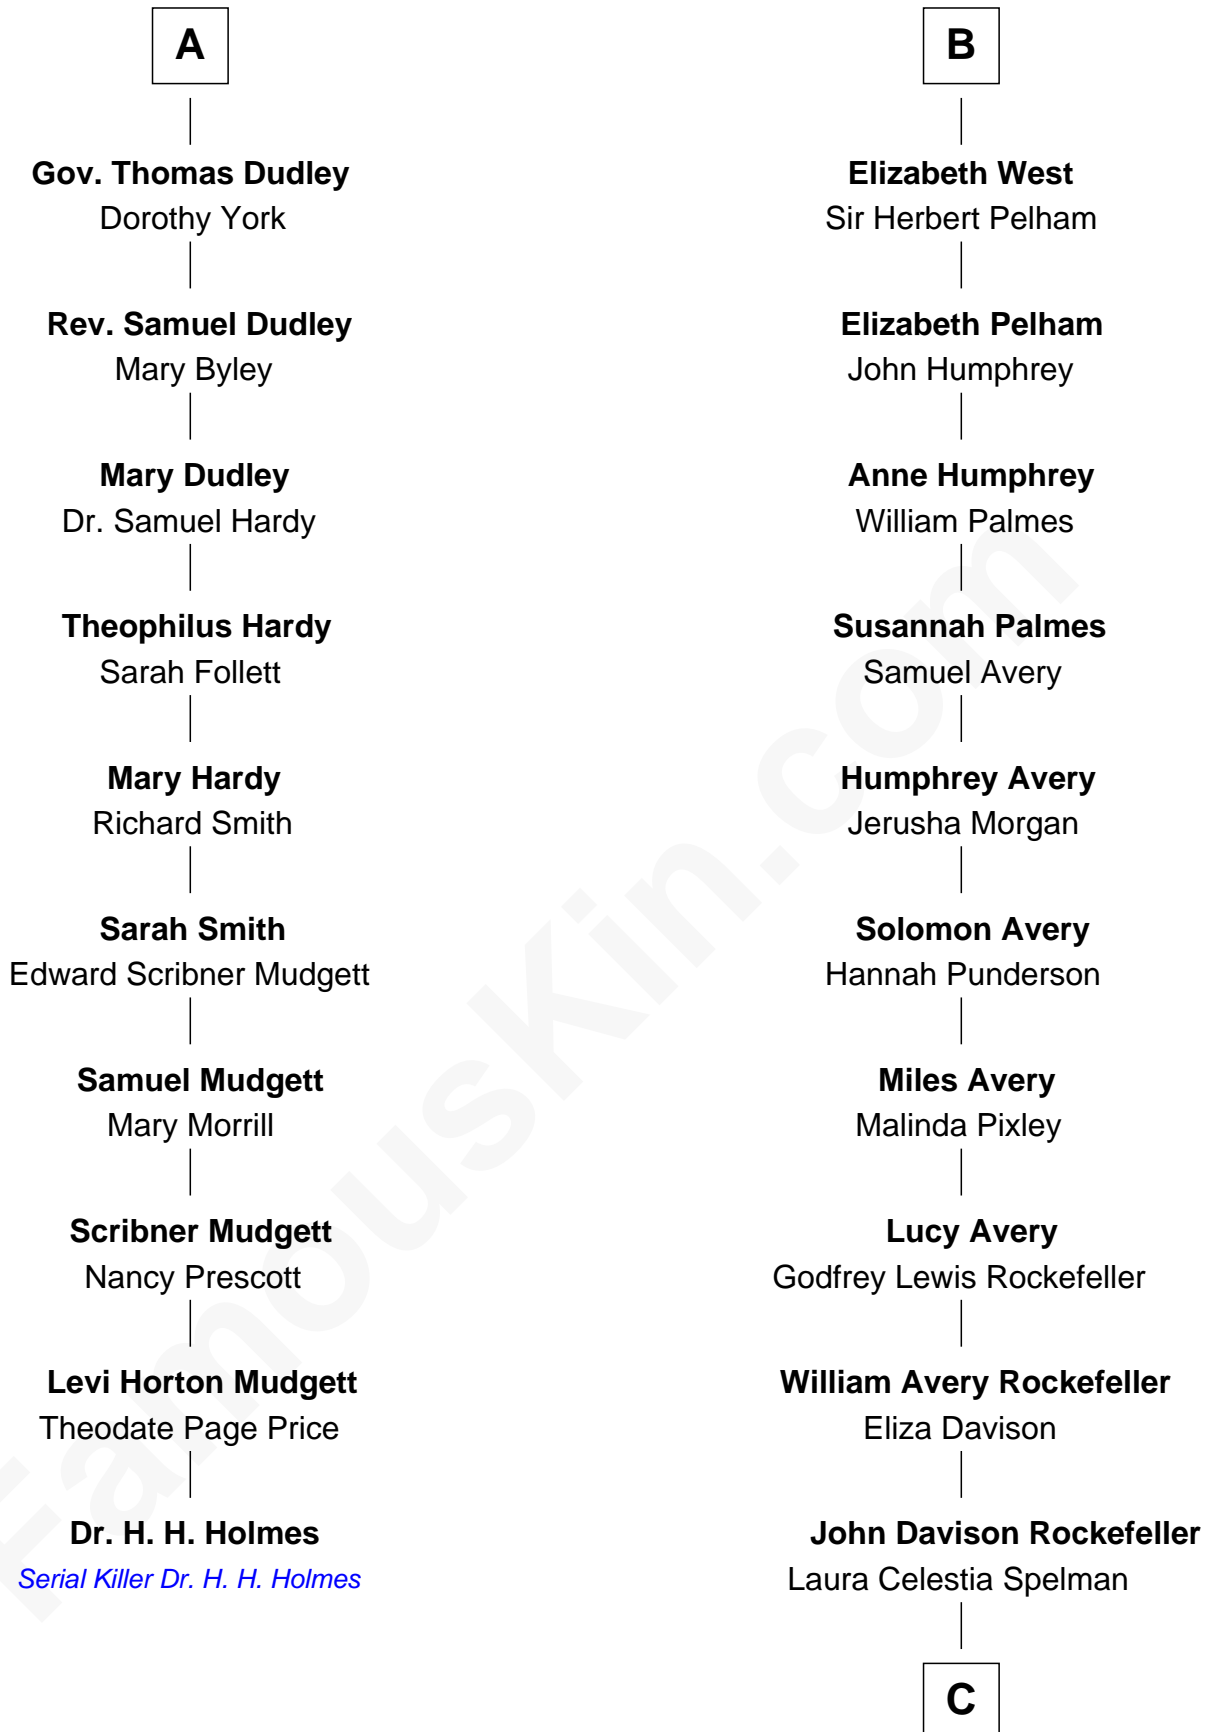 A
Gov. Thomas Dudley
Dorothy York
Rev. Samuel Dudley
Mary Byley
Mary Dudley
Dr. Samuel Hardy
Theophilus Hardy
Sarah Follett
Mary Hardy
Richard Smith
Sarah Smith
Edward Scribner Mudgett
Samuel Mudgett
Mary Morrill
Scribner Mudgett
Nancy Prescott
Levi Horton Mudgett
Theodate Page Price
Dr. H. H. Holmes
Serial Killer Dr. H. H. Holmes
B
Elizabeth West
Sir Herbert Pelham
Elizabeth Pelham
John Humphrey
Anne Humphrey
William Palmes
Susannah Palmes
Samuel Avery
Humphrey Avery
Jerusha Morgan
Solomon Avery
Hannah Punderson
Miles Avery
Malinda Pixley
Lucy Avery
Godfrey Lewis Rockefeller
William Avery Rockefeller
Eliza Davison
John Davison Rockefeller
Laura Celestia Spelman
C
FamousKin.com